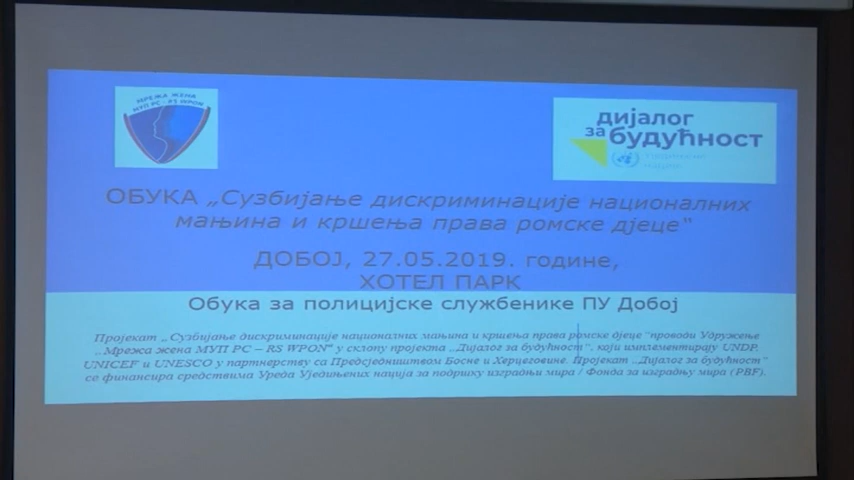 МРЕЖА ЖЕНА
МУП РС - RS WPON
дијалог
за будућност
ОБУКА „Сузбијање дискриминације националних
мањина и кршења права ромске дјеце“
ДОБОЈ, 27.05.2019. године,
ХОТЕЛ ПАРК
Обука за полицијске службенике ПУ Добој
Пројекат „Сузбијање дискриминације националних мањина и кршења права ромске дјеце“проводи Удружење
„Мрежа жена МУП РС – RS WPON“ у склопу пројекта „Дијалог за будућност“, који имплементирају UNDP,
UNICEF и UNESCO у партнерству са Предсједништвом Босне и Херцеговине. Пројекат „Дијалог за будућност“
се финансира средствима Уреда Уједињених нација за подршку изградњи мира / Фонда за изградњу мира (PBF).